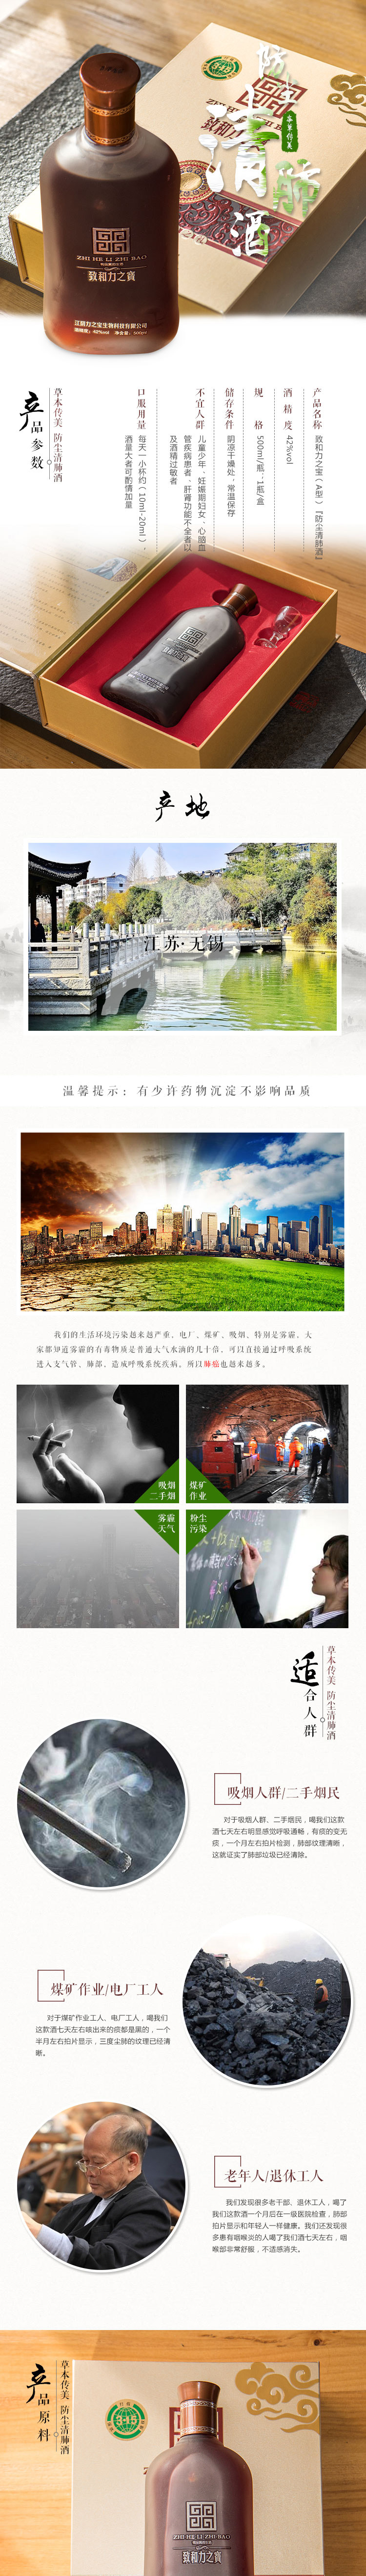 防尘
清肺
酒
本草传美
ZHI HE LI ZHI BAO
致和力之寶
江苏力之宝生物科技有限公司
酒精度：42%vol 净含量：500ml
产品参数
草本传美 防尘清肺酒
产品名称 致和力之宝（A型）『防尘清肺酒』
酒精度 42%vol
规格 500ml/瓶：1瓶/盒
储存条件 阴凉干燥处，常温保存
不宜人群 儿童少年、妊娠期妇女、心脑血
管疾病患者、肝肾功能不全者以
及酒精过敏者
口服用量 每天一小杯约（10ml-20ml），
酒量大者可酌情加量
产地
江苏·无锡
温馨提示：有少许药物沉淀不影响品质
我们的生活环境污染越来越严重，电厂、煤矿、吸烟、特别是雾霾，大
家都知道雾霾的有毒物质是普通大气水滴的几十倍，可以直接通过呼吸系统
进入支气管、肺部，造成呼吸系统疾病。所以肺癌也越来越多。
吸烟
二手烟
煤矿
作业
雾霾
天气
粉尘
污染
适合人群
草本传美 防尘清肺酒
吸烟人群/二手烟民
对于吸烟人群、二手烟民，喝我们这款
酒七天左右明显感觉呼吸通畅，有痰的变无
痰，一个月左右拍片检测，肺部纹理清晰，
这就证实了肺部垃圾已经清除。
煤矿作业/电厂工人
对于煤矿作业工人、电厂工人，喝我们
这款酒七天左右咳出来的痰都是黑的，一个
半月左右拍片显示，三度尘肺的纹理已经清
晰。
老年人/退休工人
我们发现很多老干部、退休工人，喝了
我们这款酒一个月后在一级医院检查，肺部
拍片显示和年轻人一样健康。我们还发现很
多患有咽喉炎的人喝了我们酒七天左右，咽
喉部非常舒服，不适感消失。
产品原料
草本传美 防尘清肺酒
3·15
ZHI HE LI ZHI BAO
致和力之寶